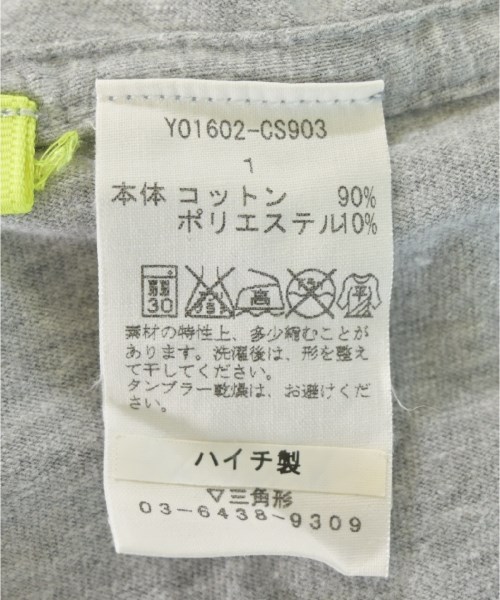 Y01602-CS903
1
本体 コットン 90%
ポリエステル10%
30 高 平
素材の特性上、多少縮むことが
あります。洗濯後は、形を整え
て干してください。
タンブラー乾燥は、お避けくだ
さい。
ハイチ製
▽三角形
03-6438-9309